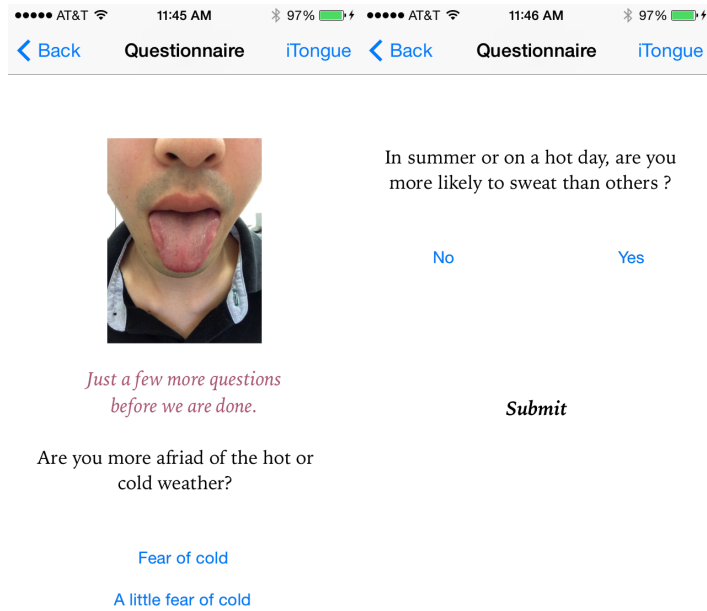 AT&T 11:45 AM 97%
Back Questionnaire iTongue
Just a few more questions
before we are done.
Are you more afriad of the hot or
cold weather?
Fear of cold
A little fear of cold
AT&T 11:46 AM 97%
Back Questionnaire iTongue
In summer or on a hot day, are you
more likely to sweat than others ?
No Yes
Submit